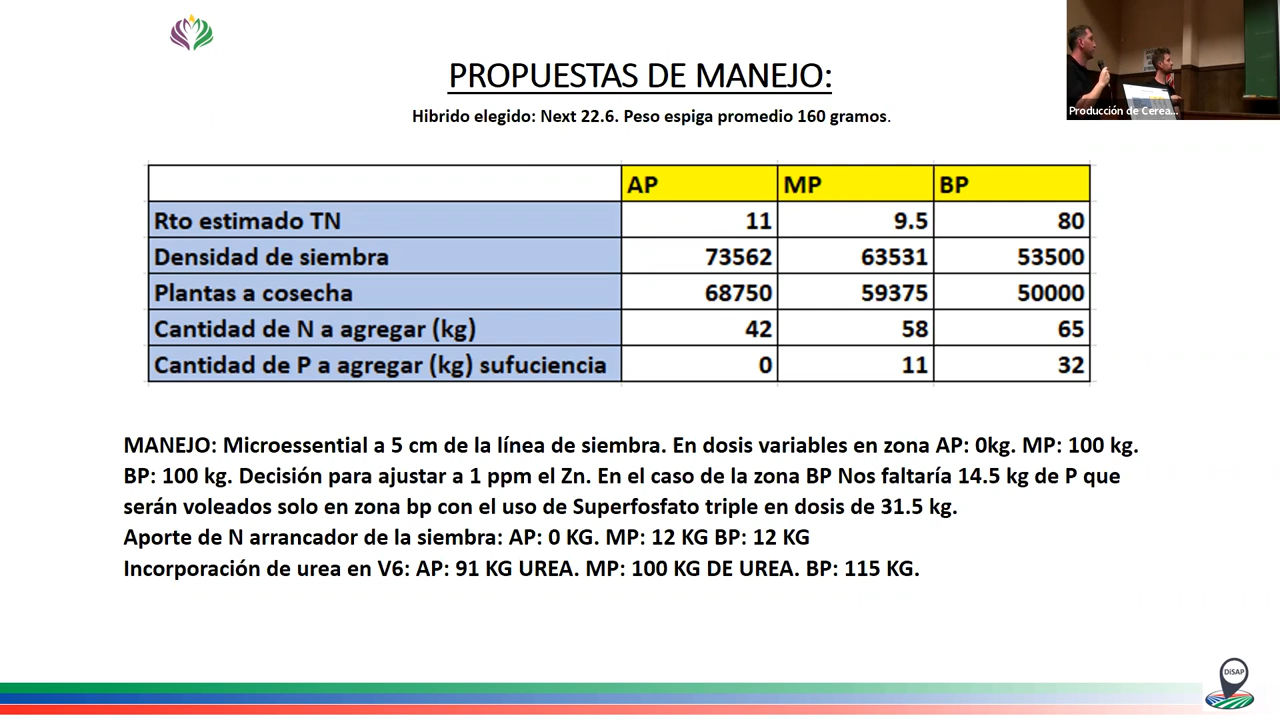 PROPUESTAS DE MANEJO:
Hibrido elegido: Next 22.6. Peso espiga promedio 160 gramos.
Producción de Cerea...
AP MP BP
Rto estimado TN 11 9.5 80
Densidad de siembra 73562 63531 53500
Plantas a cosecha 68750 59375 50000
Cantidad de N a agregar (kg) 42 58 65
Cantidad de P a agregar (kg) sufuciencia 0 11 32
MANEJO: Microessential a 5 cm de la línea de siembra. En dosis variables en zona AP: 0kg. MP: 100 kg.
BP: 100 kg. Decisión para ajustar a 1 ppm el Zn. En el caso de la zona BP Nos faltaría 14.5 kg de P que
serán voleados solo en zona bp con el uso de Superfosfato triple en dosis de 31.5 kg.
Aporte de N arrancador de la siembra: AP: 0 KG. MP: 12 KG BP: 12 KG
Incorporación de urea en V6: AP: 91 KG UREA. MP: 100 KG DE UREA. BP: 115 KG.
DiSAP